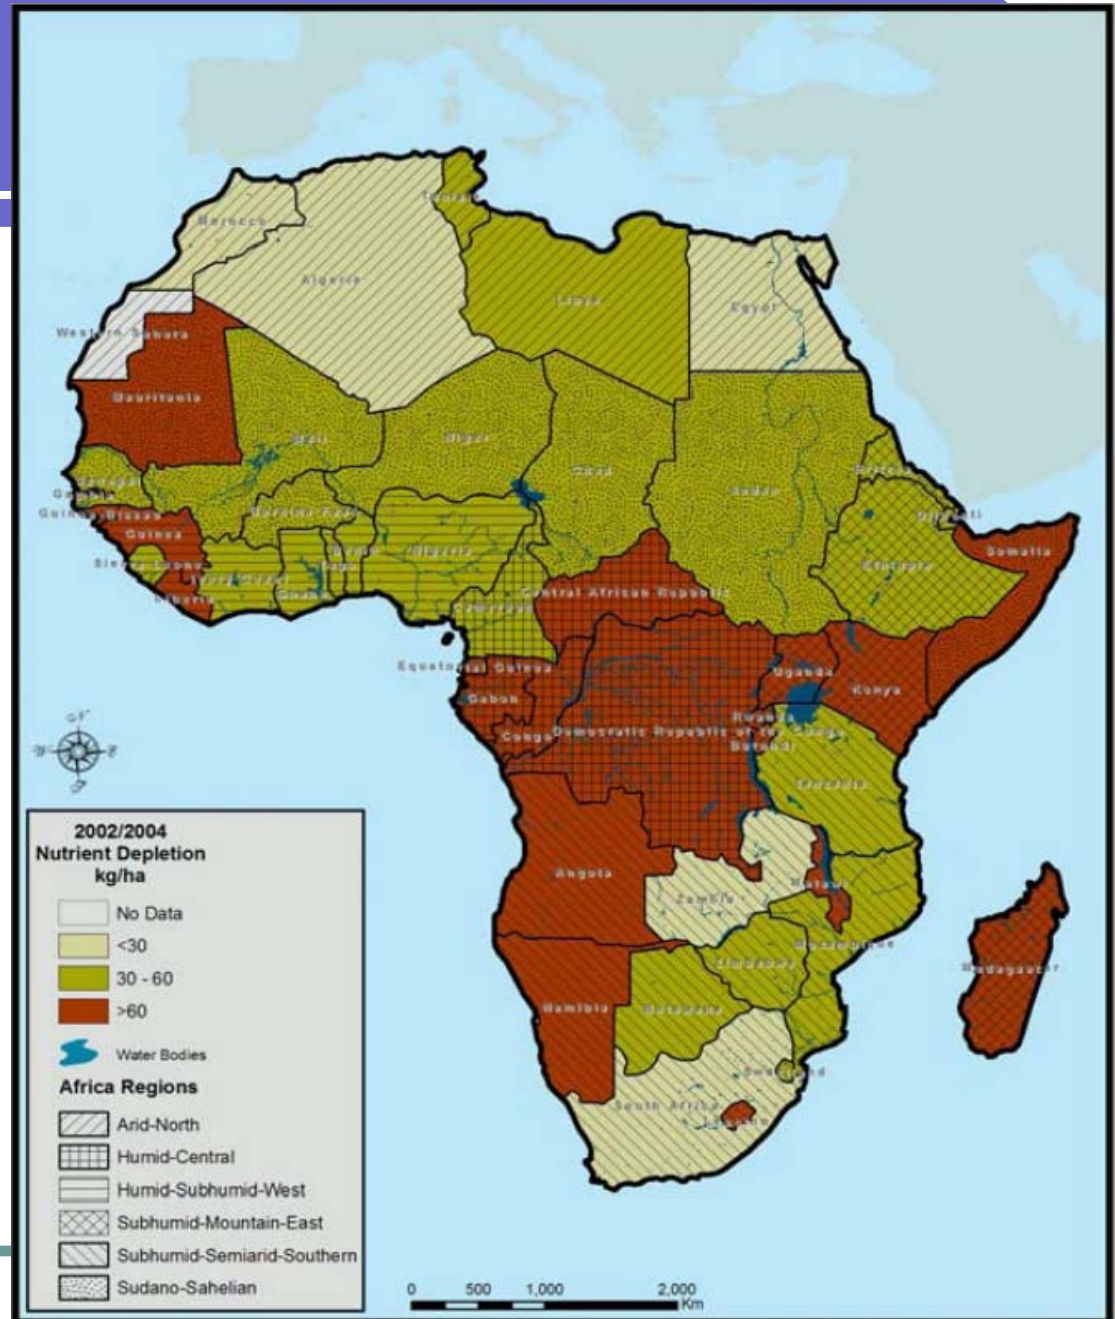 Tunisia
Morocco
Algeria
Libya
Egypt
Western Sahara
Mauritania
Mali
Niger
Chad
Sudan
Eritrea
Senegal
Gambia
Guinea-Bissau
Burkina Faso
Djibouti
Guinea
Benin
Nigeria
Somalia
Sierra Leone
Ivory Coast
Togo
Ethiopia
Ghana
Liberia
Cameroon
Central African Republic
Equatorial Guinea
Uganda
Gabon
Kenya
Rwanda
Congo
Democratic Republic of the Congo
Burundi
Tanzania
Angola
Malawi
Zambia
Mozambique
Zimbabwe
Madagascar
Namibia
Botswana
Swaziland
South Africa
Lesotho
2002/2004
Nutrient Depletion
kg/ha
No Data
<30
30 - 60
>60
Water Bodies
Africa Regions
Arid-North
Humid-Central
Humid-Subhumid-West
Subhumid-Mountain-East
Subhumid-Semiarid-Southern
Sudano-Sahelian
0 500 1,000 2,000
Km